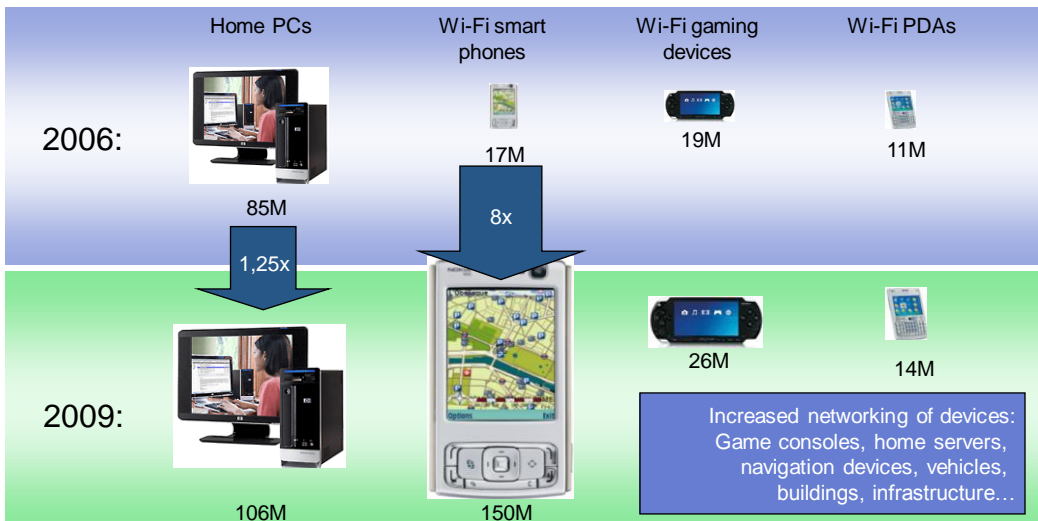 Home PCs
Wi-Fi smart
phones
Wi-Fi gaming
devices
Wi-Fi PDAs
2006:
85M
17M
19M
11M
1,25x
8x
2009:
106M
150M
26M
14M
Options
Exit
Increased networking of devices:
Game consoles, home servers,
navigation devices, vehicles,
buildings, infrastructure…